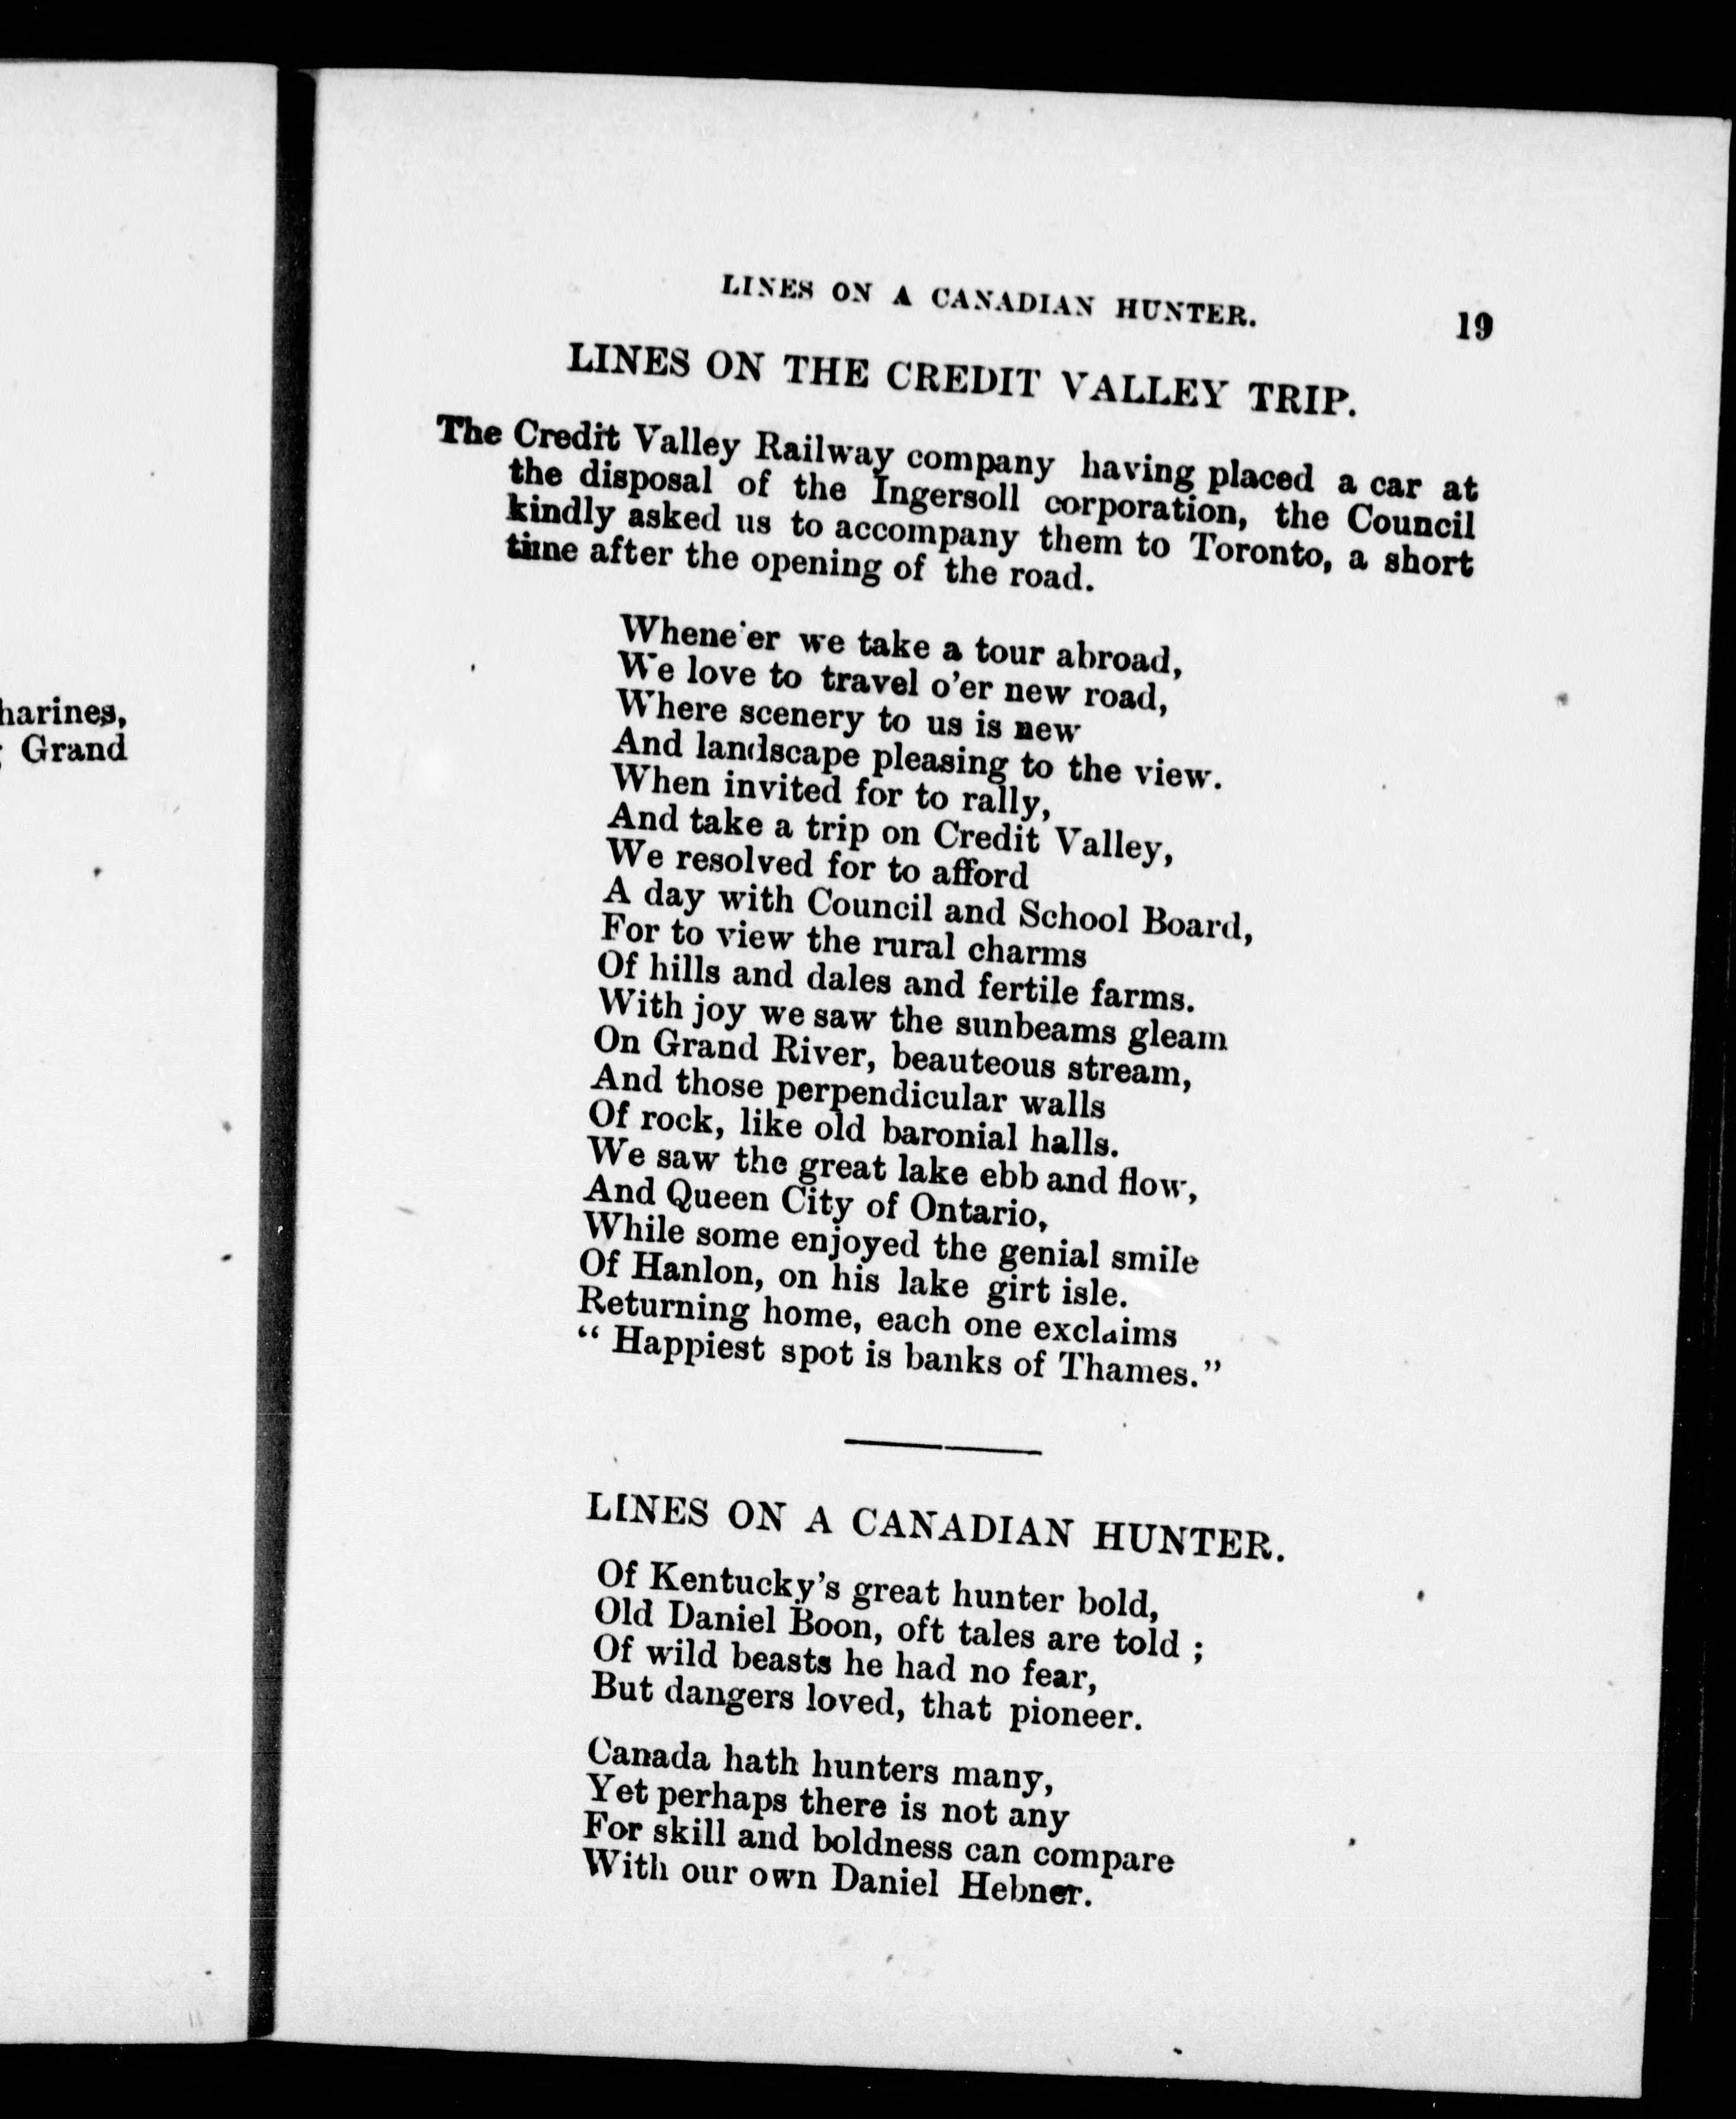 harines,
; Grand
LINES ON A CANADIAN HUNTER. 19
LINES ON THE CREDIT VALLEY TRIP.
The Credit Valley Railway company having placed a car at
the disposal of the Ingersoll corporation, the Council
kindly asked us to accompany them to Toronto, a short
time after the opening of the road.
Whene'er we take a tour abroad,
We love to travel o'er new road,
Where scenery to us is new
And landscape pleasing to the view.
When invited for to rally,
And take a trip on Credit Valley,
We resolved for to afford
A day with Council and School Board,
For to view the rural charms
Of hills and dales and fertile farms.
With joy we saw the sunbeams gleam
On Grand River, beauteous stream,
And those perpendicular walls
Of rock, like old baronial halls.
We saw the great lake ebb and flow,
And Queen City of Ontario,
While some enjoyed the genial smile
Of Hanlon, on his lake girt isle.
Returning home, each one exclaims
“ Happiest spot is banks of Thames.”
LINES ON A CANADIAN HUNTER.
Of Kentucky's great hunter bold,
Old Daniel Boon, oft tales are told ;
Of wild beasts he had no fear,
But dangers loved, that pioneer.
Canada hath hunters many,
Yet perhaps there is not any
For skill and boldness can compare
With our own Daniel Hebner.